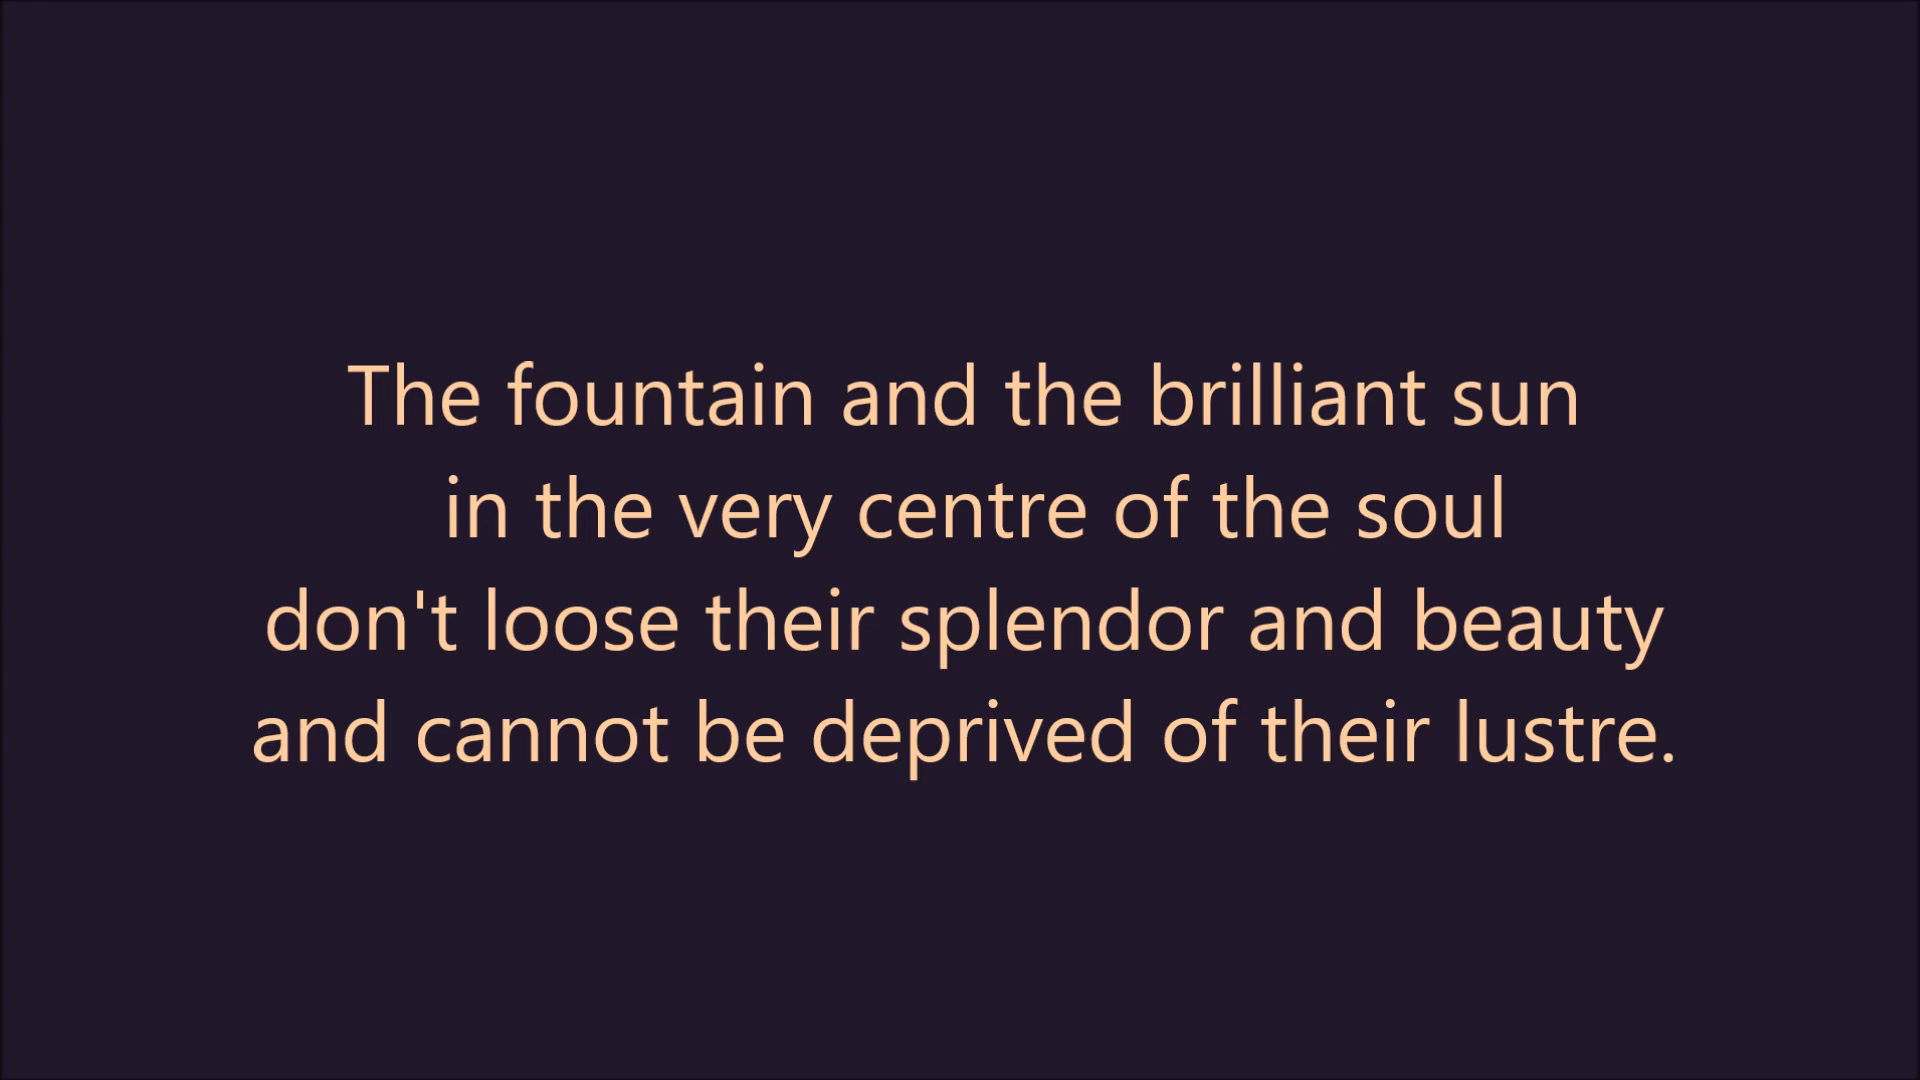 The fountain and the brilliant sun
in the very centre of the soul
don't loose their splendor and beauty
and cannot be deprived of their lustre.